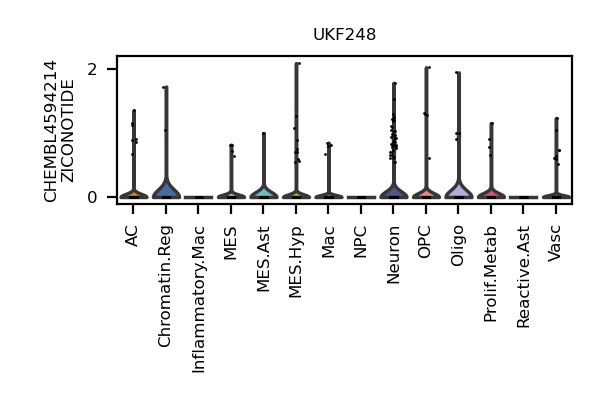 UKF248
CHEMBL4594214
ZICONOTIDE
2
0
AC
Chromatin.Reg
Inflammatory.Mac
MES
MES.Ast
MES.Hyp
Mac
NPC
Neuron
OPC
Oligo
Prolif.Metab
Reactive.Ast
Vasc